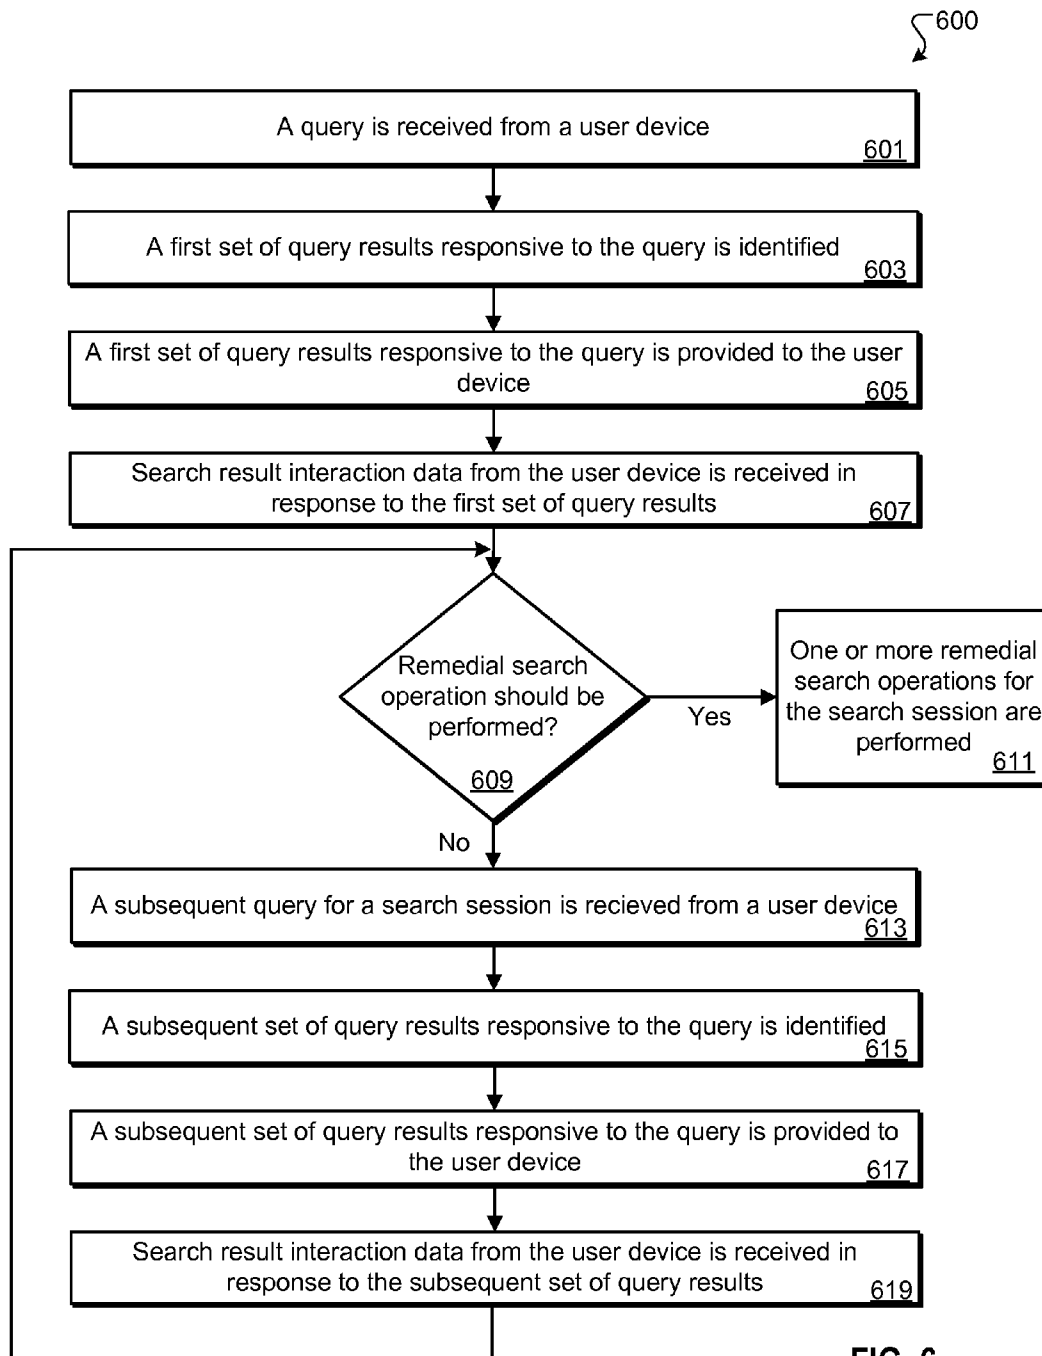 600
A query is received from a user device
601
A first set of query results responsive to the query is identified
603
A first set of query results responsive to the query is provided to the user
device
605
Search result interaction data from the user device is received in
response to the first set of query results
607
Remedial search
operation should be
performed?
609
Yes
One or more remedial
search operations for
the search session are
performed
611
No
A subsequent query for a search session is recieved from a user device
613
A subsequent set of query results responsive to the query is identified
615
A subsequent set of query results responsive to the query is provided to
the user device
617
Search result interaction data from the user device is received in
response to the subsequent set of query results
619
FIG. 6